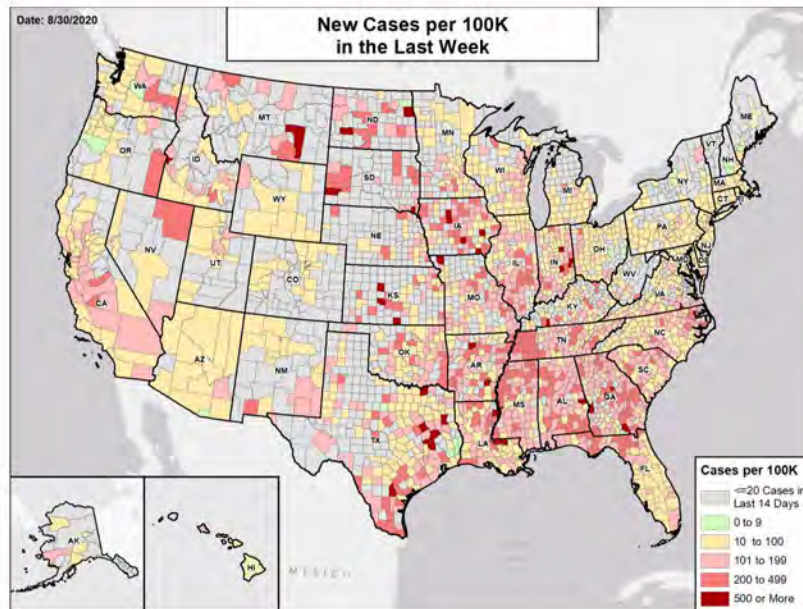 Date: 8/30/2020
New Cases per 100K
in the Last Week
WA
MT
ND
MN
ME
OR
ID
SD
WI
MI
VT
NH
NY
MA
CT
WY
NE
IA
PA
NJ
NV
UT
CO
IL
IN
OH
MD
DE
WV
VA
CA
KS
MO
KY
AZ
NM
OK
AR
TN
NC
SC
TX
LA
MS
AL
GA
FL
AK
HI
MEXICO
Cases per 100K
<=20 Cases in
Last 14 Days
0 to 9
10 to 100
101 to 199
200 to 499
500 or More